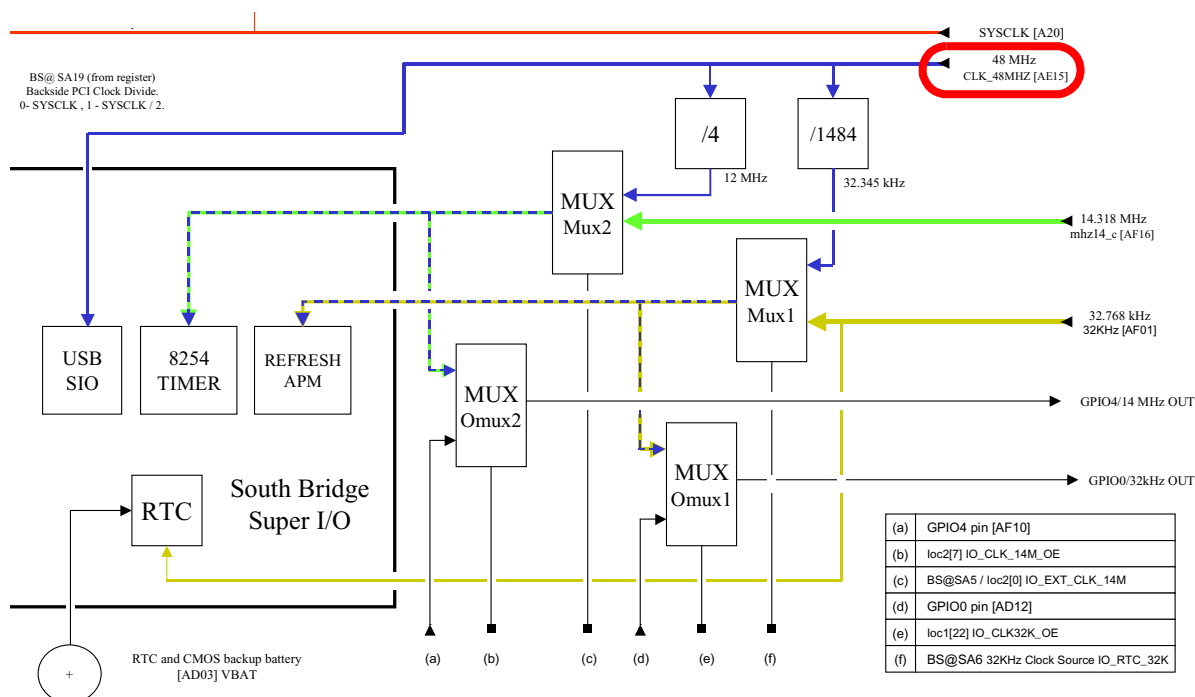 SYSCLK [A20]
48 MHz
CLK_48MHZ [AE15]
BS@ SA19 (from register)
Backside PCI Clock Divide.
0- SYSCLK , 1 - SYSCLK / 2.
/4
/1484
12 MHz
32.345 kHz
MUX
Mux2
14.318 MHz
mhz14_c [AF16]
MUX
Mux1
32.768 kHz
32KHz [AF01]
USB
SIO
8254
TIMER
REFRESH
APM
MUX
Omux2
GPIO4/14 MHz OUT
MUX
Omux1
GPIO0/32kHz OUT
RTC
South Bridge
Super I/O
(a) GPIO4 pin [AF10]
(b) Ioc2[7] IO_CLK_14M_OE
(c) BS@SA5 / Ioc2[0] IO_EXT_CLK_14M
(d) GPIO0 pin [AD12]
(e) Ioc1[22] IO_CLK32K_OE
(f) BS@SA6 32KHz Clock Source IO_RTC_32K
(a) (b) (c) (d) (e) (f)
RTC and CMOS backup battery
[AD03] VBAT
+